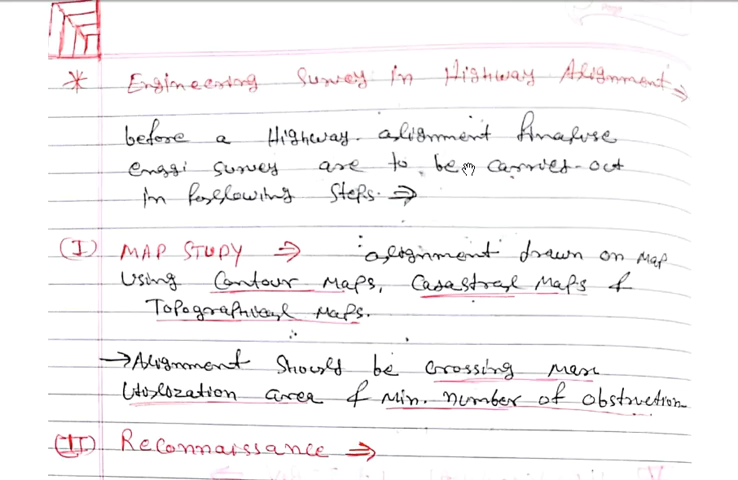 * Engineering Survey in Highway Alignment ⇒
before a Highway alignment finalise
enggi survey are to be carried-out
in following steps. ⇒
(I) MAP STUDY ⇒ alignment drawn on Map
Using Contour Maps, Cadastral Maps &
Topographical Maps.
→ Alignment should be crossing Max
Utilization area & Min. number of obstruction
(II) Reconnaissance ⇒